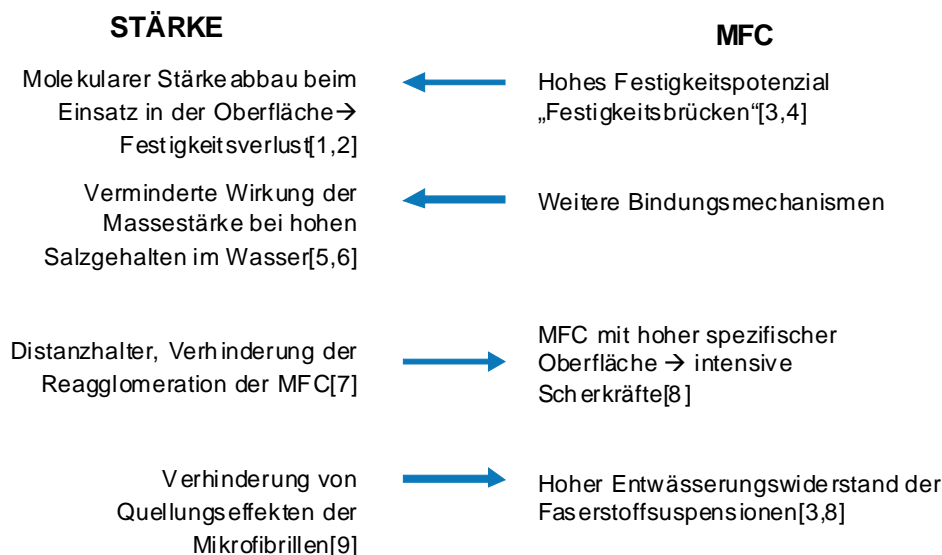 STÄRKE
MFC
Molekularer Stärkeabbau beim
Einsatz in der Oberfläche→
Festigkeitsverlust[1,2]
Hohes Festigkeitspotenzial
„Festigkeitsbrücken“[3,4]
Verminderte Wirkung der
Massestärke bei hohen
Salzgehalten im Wasser[5,6]
Weitere Bindungsmechanismen
Distanzhalter, Verhinderung der
Reagglomeration der MFC[7]
MFC mit hoher spezifischer
Oberfläche → intensive
Scherkräfte[8]
Verhinderung von
Quellungseffekten der
Mikrofibrillen[9]
Hoher Entwässerungswiderstand der
Faserstoffsuspensionen[3,8]